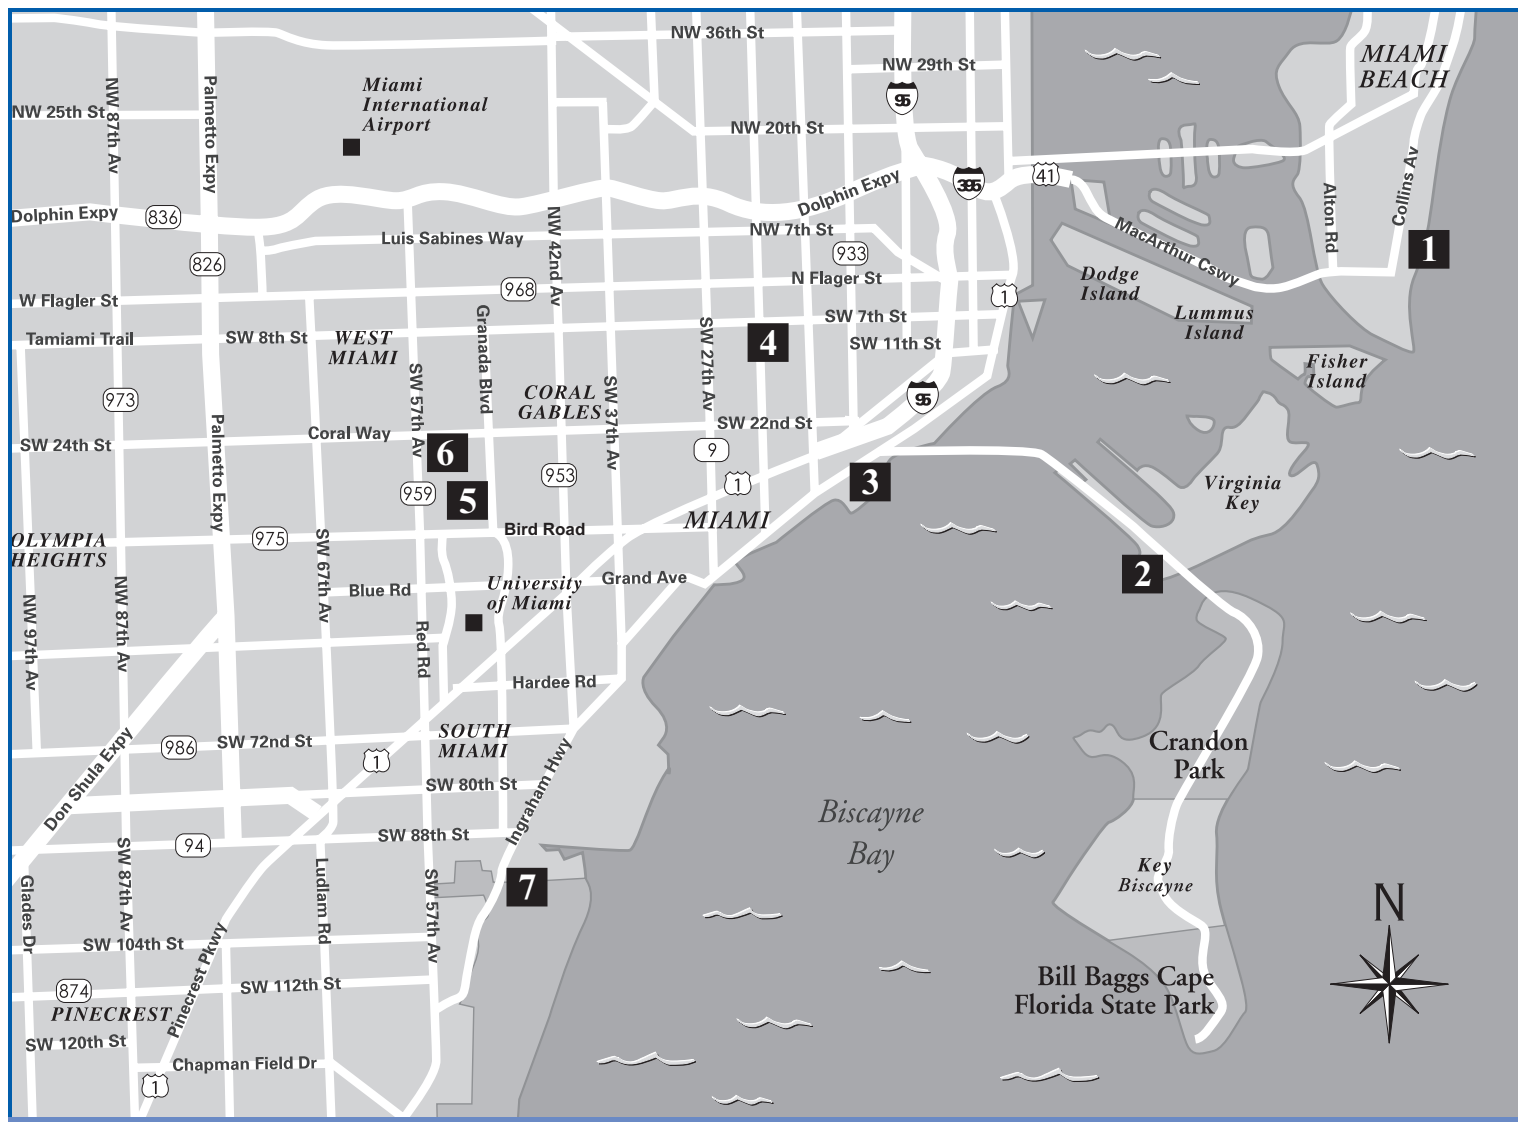 NW 36th St
MIAMI
BEACH
NW 29th St
95
Miami
International
Airport
NW 25th St
NW 87th Av
Palmetto Expy
NW 20th St
Dolphin Expy
395
41
836
Dolphin Expy
Alton Rd
Collins Av
1
Luis Sabines Way
NW 42nd Av
NW 7th St
933
MacArthur Cswy
826
968
N Flager St
Dodge
Island
W Flagler St
1
Lummus
Island
Tamiami Trail
SW 8th St
WEST
MIAMI
Granada Blvd
SW 27th Av
4
SW 7th St
SW 11th St
Fisher
Island
973
SW 57th Av
CORAL
GABLES
SW 37th Av
95
SW 24th St
Palmetto Expy
Coral Way
6
SW 22nd St
9
959
5
953
1
3
Virginia
Key
MIAMI
OLYMPIA
HEIGHTS
975
SW 67th Av
Bird Road
2
NW 97th Av
NW 87th Av
Blue Rd
University
of Miami
Grand Ave
Red Rd
Hardee Rd
986
SW 72nd St
1
SOUTH
MIAMI
Crandon
Park
Don Shula Expy
SW 80th St
Ingraham Hwy
Biscayne
Bay
94
SW 88th St
Key
Biscayne
Glades Dr
SW 87th Av
Ludlam Rd
SW 57th Av
7
N
SW 104th St
Pinecrest Pkwy
874
SW 112th St
Bill Baggs Cape
Florida State Park
PINECREST
SW 120th St
Chapman Field Dr
1